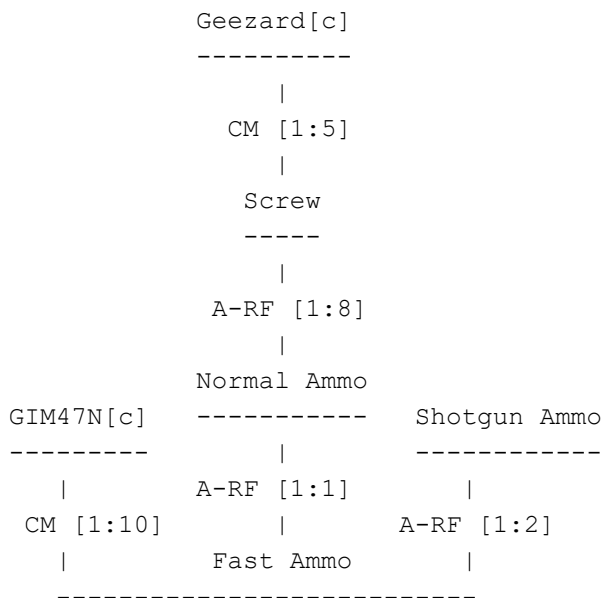 Geezard[c]
----------
|
CM [1:5]
|
Screw
-----
|
A-RF [1:8]
|
Normal Ammo
GIM47N[c] ----------- Shotgun Ammo
--------- | ------------
| A-RF [1:1] |
CM [1:10] | A-RF [1:2]
| Fast Ammo |
---------------------------